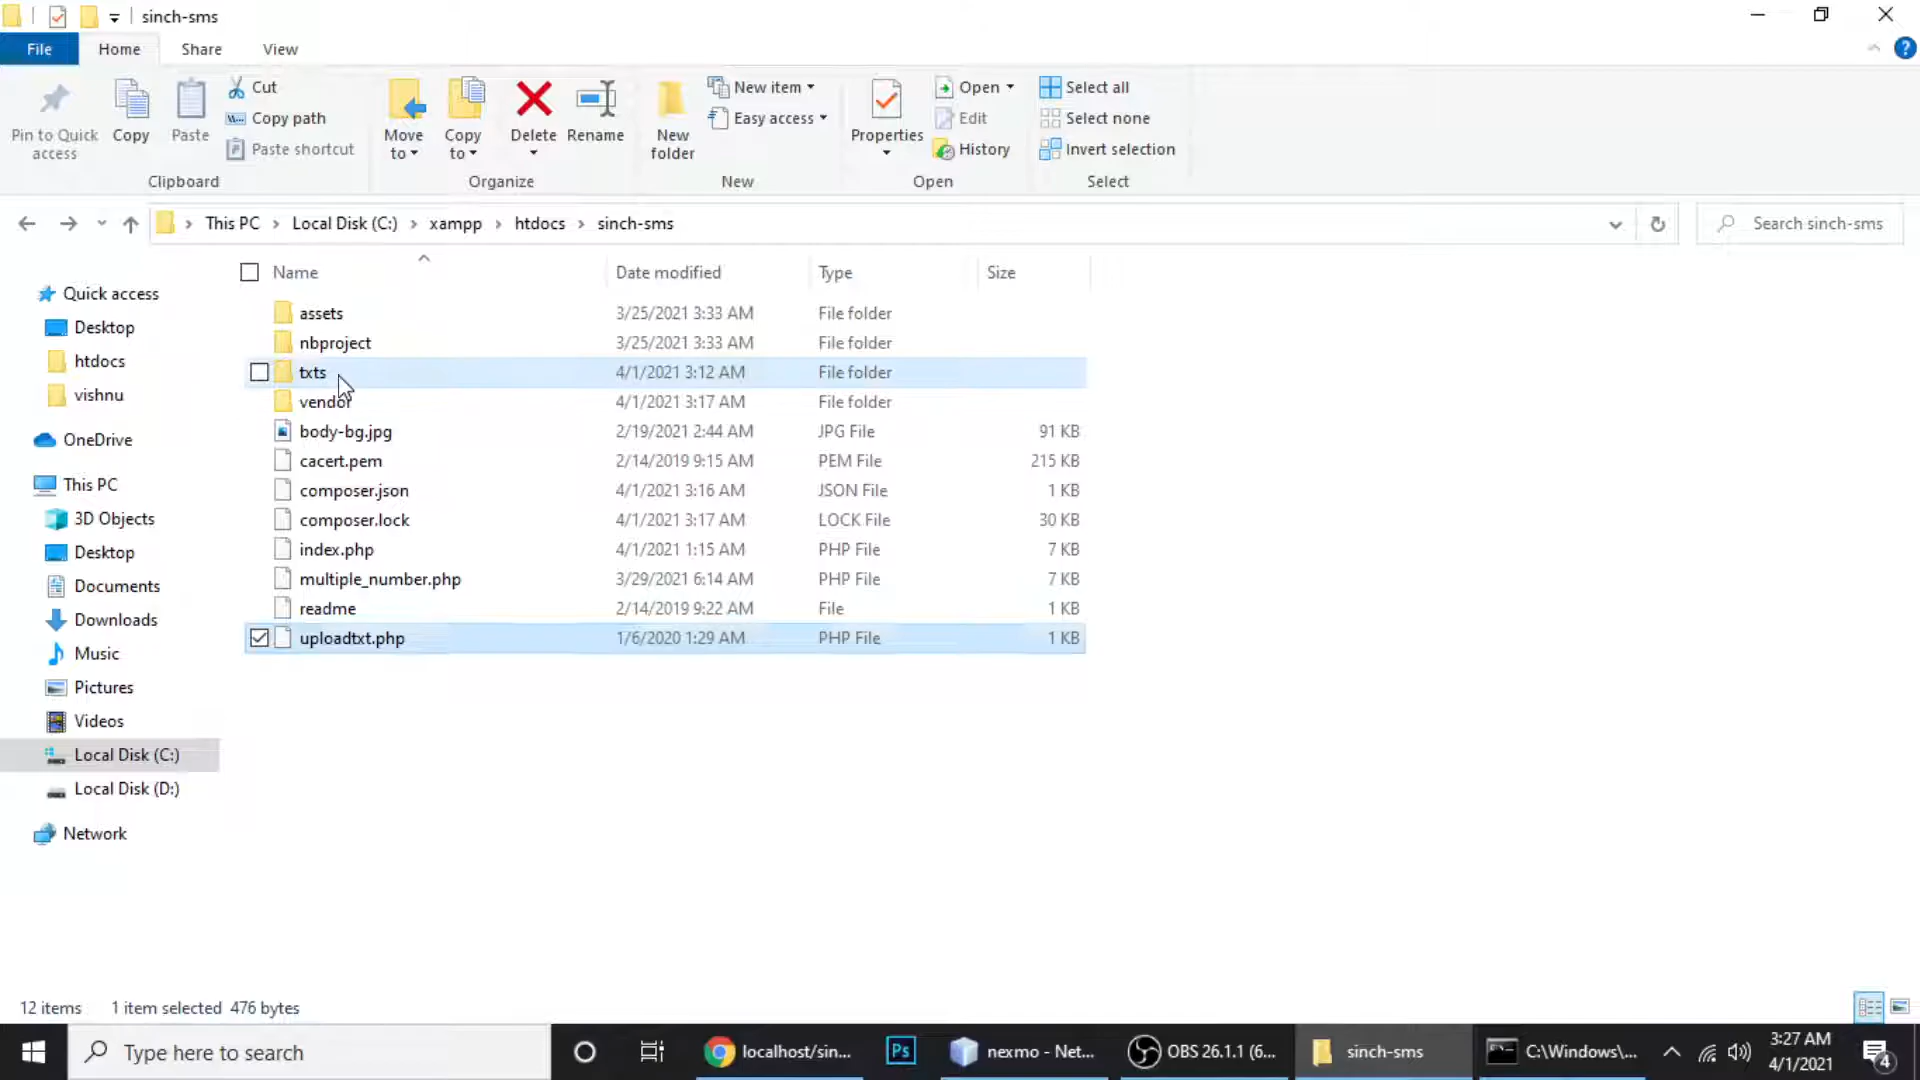 sinch-sms
File Home Share View
Pin to Quick access
Copy
Paste
Cut
Copy path
Paste shortcut
Clipboard
Move to
Copy to
Delete
Rename
Organize
New folder
New item
Easy access
New
Properties
Open
Edit
History
Open
Select all
Select none
Invert selection
Select
This PC Local Disk (C:) xampp htdocs sinch-sms
Search sinch-sms
Quick access
Desktop
htdocs
vishnu
OneDrive
This PC
3D Objects
Desktop
Documents
Downloads
Music
Pictures
Videos
Local Disk (C:)
Local Disk (D:)
Network
Name Date modified Type Size
assets 3/25/2021 3:33 AM File folder
nbproject 3/25/2021 3:33 AM File folder
txts 4/1/2021 3:12 AM File folder
vendor 4/1/2021 3:17 AM File folder
body-bg.jpg 2/19/2021 2:44 AM JPG File 91 KB
cacert.pem 2/14/2019 9:15 AM PEM File 215 KB
composer.json 4/1/2021 3:16 AM JSON File 1 KB
composer.lock 4/1/2021 3:17 AM LOCK File 30 KB
index.php 4/1/2021 1:15 AM PHP File 7 KB
multiple_number.php 3/29/2021 6:14 AM PHP File 7 KB
readme 2/14/2019 9:22 AM File 1 KB
uploadtxt.php 1/6/2020 1:29 AM PHP File 1 KB
12 items 1 item selected 476 bytes
Type here to search
localhost/sin...
Ps
nexmo - Net...
OBS 26.1.1 (6...
sinch-sms
C:\Windows\...
3:27 AM
4/1/2021
4